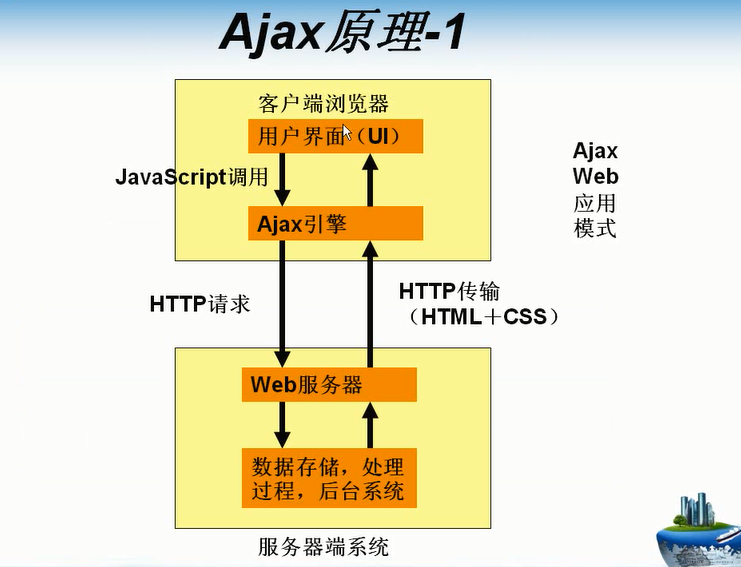 Ajax原理-1
客户端浏览器
用户界面（UI）
JavaScript调用
Ajax引擎
Ajax
Web
应用
模式
HTTP请求
HTTP传输
（HTML＋CSS）
Web服务器
数据存储，处理
过程，后台系统
服务器端系统